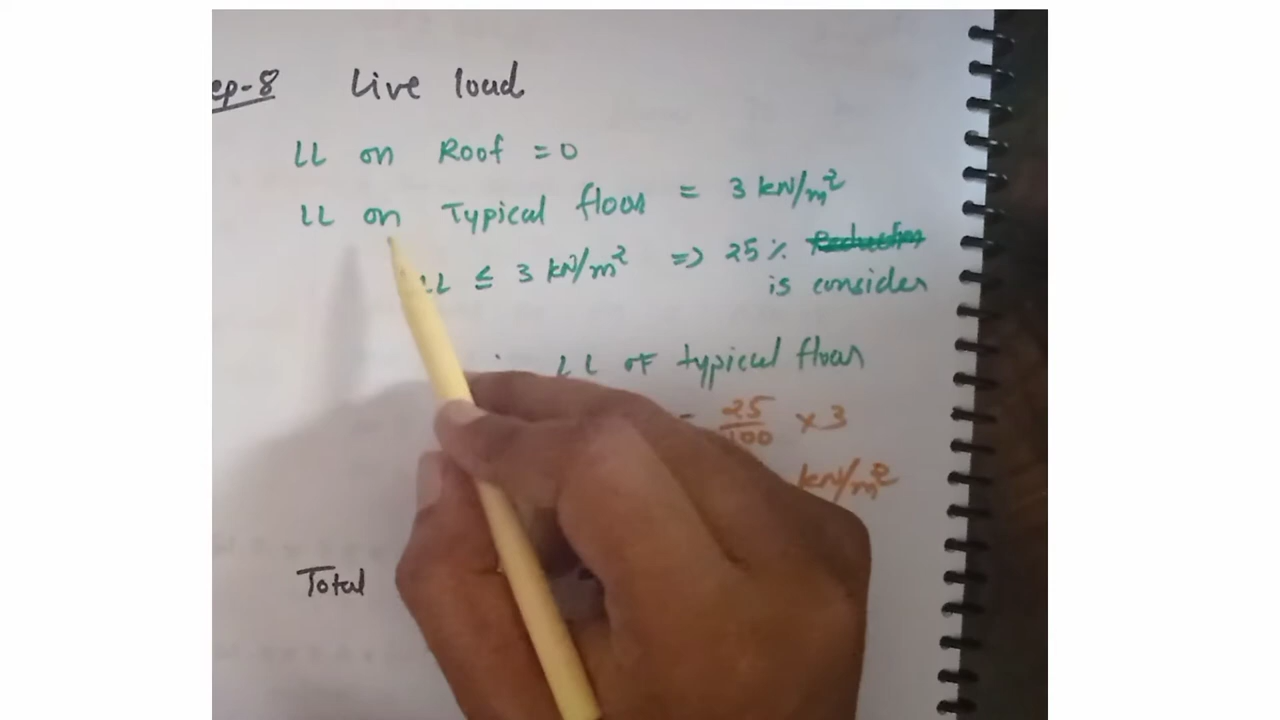 ep-8 Live load
LL on Roof = 0
LL on Typical floor = 3 kN/m²
LL ≤ 3 kN/m² => 25 %
is consider
LL of typical floor
= 25/100 × 3
kN/m²
Total